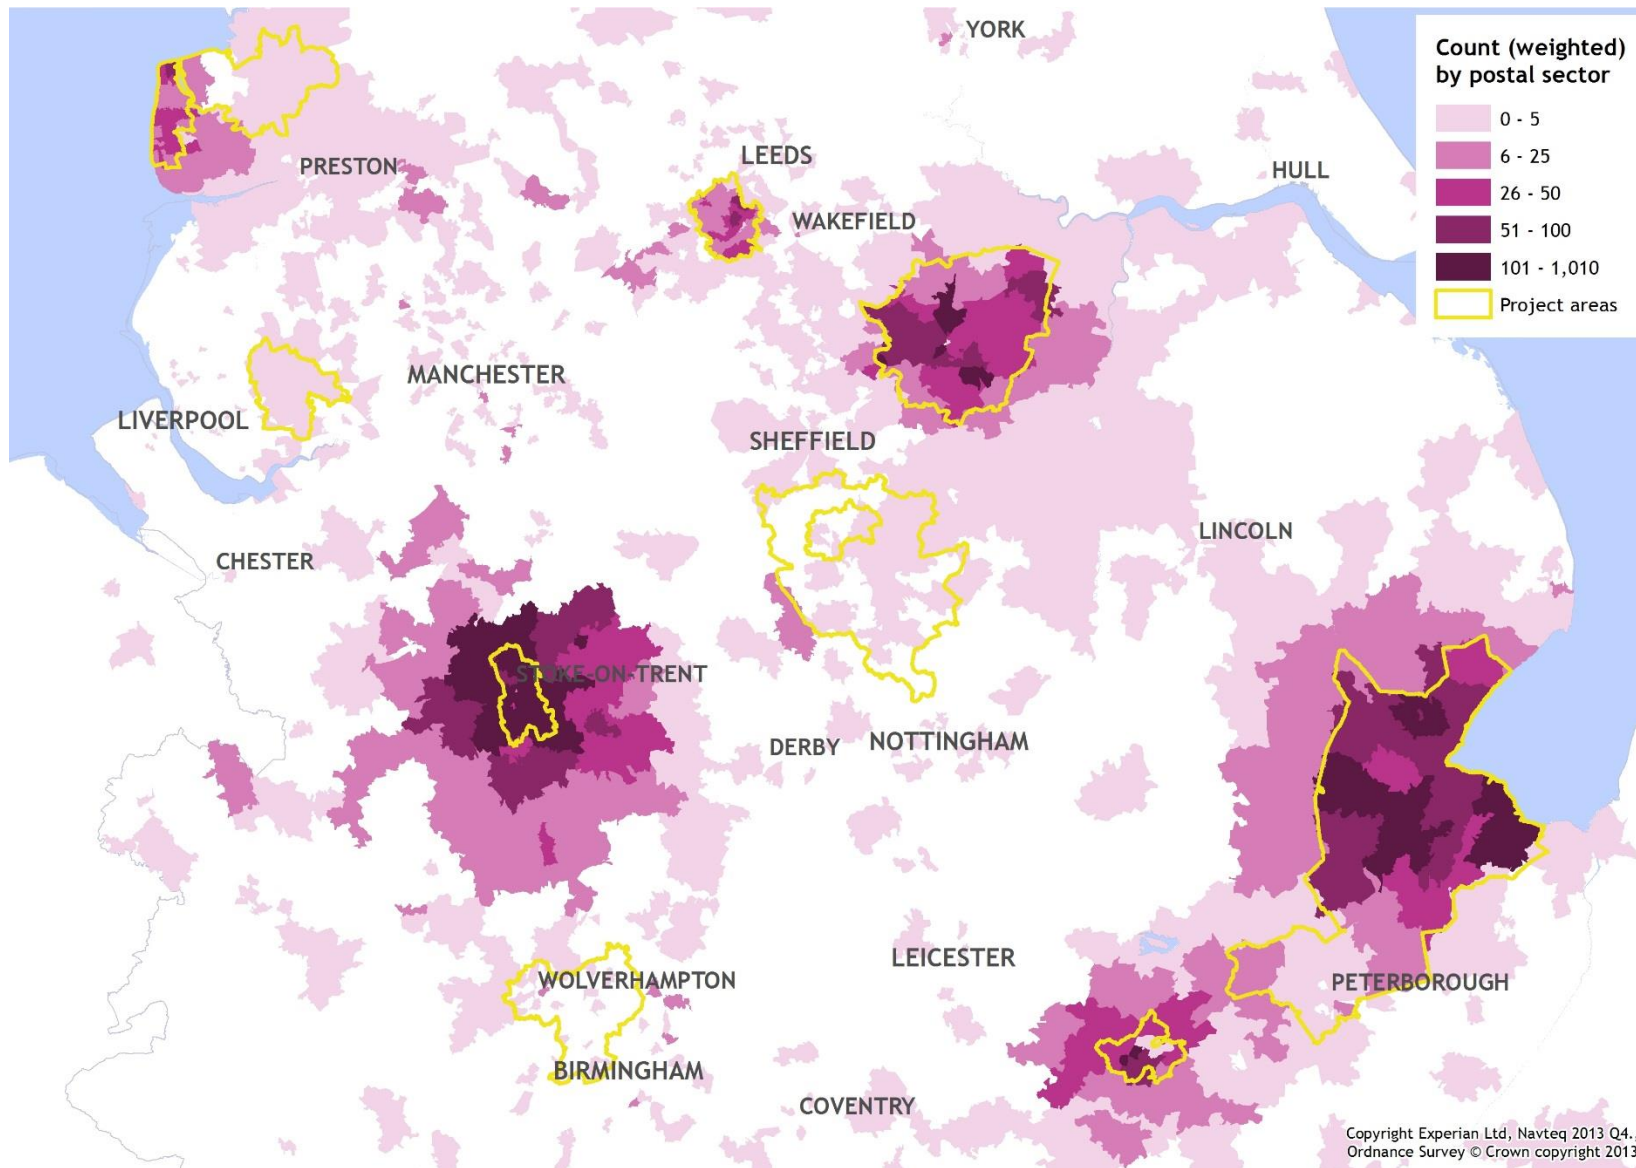 YORK
Count (weighted)
by postal sector
0 - 5
6 - 25
26 - 50
51 - 100
101 - 1,010
Project areas
LEEDS
PRESTON
HULL
WAKEFIELD
MANCHESTER
LIVERPOOL
SHEFFIELD
LINCOLN
CHESTER
STOKE-ON-TRENT
DERBY
NOTTINGHAM
LEICESTER
WOLVERHAMPTON
PETERBOROUGH
BIRMINGHAM
COVENTRY
Copyright Experian Ltd, Navteq 2013 Q4.,
Ordnance Survey © Crown copyright 2013